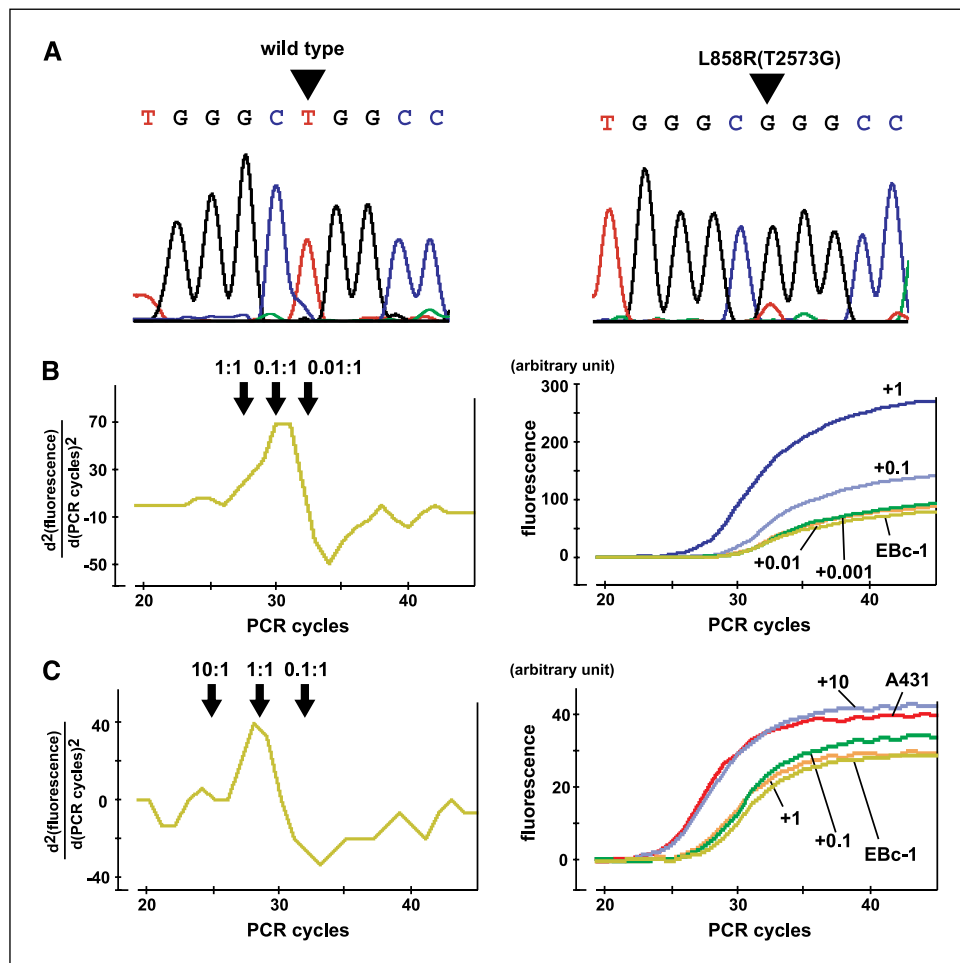 A
wild type
L858R(T2573G)
T G G G C T G G C C
T G G G C G G G C C
B
1:1 0.1:1 0.01:1
d²(fluorescence)
d(PCR cycles)²
70
30
-10
-50
20 30 40
PCR cycles
(arbitrary unit)
fluorescence
300
200
100
0
+1
+0.1
EBc-1
+0.01
+0.001
20 30 40
PCR cycles
C
10:1 1:1 0.1:1
d²(fluorescence)
d(PCR cycles)²
40
0
-40
20 30 40
PCR cycles
(arbitrary unit)
fluorescence
40
20
0
+10
A431
+1
+0.1
EBc-1
20 30 40
PCR cycles